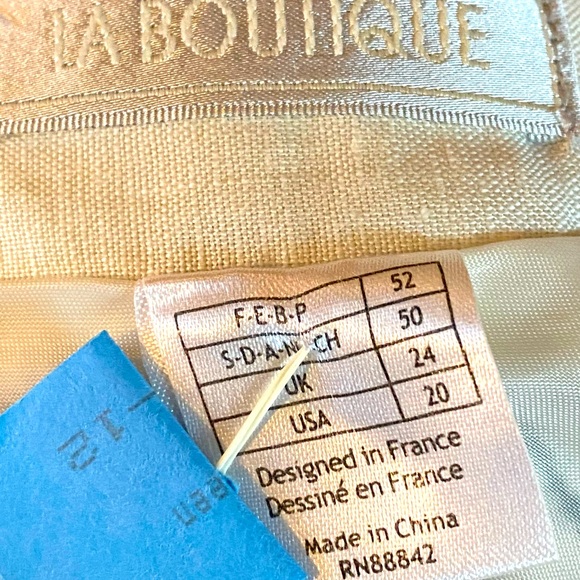 LA BOUTIQUE
F-E-B-P 52
S-D-A-N-CH 50
UK 24
USA 20
Designed in France
Dessiné en France
Made in China
RN88842
-12